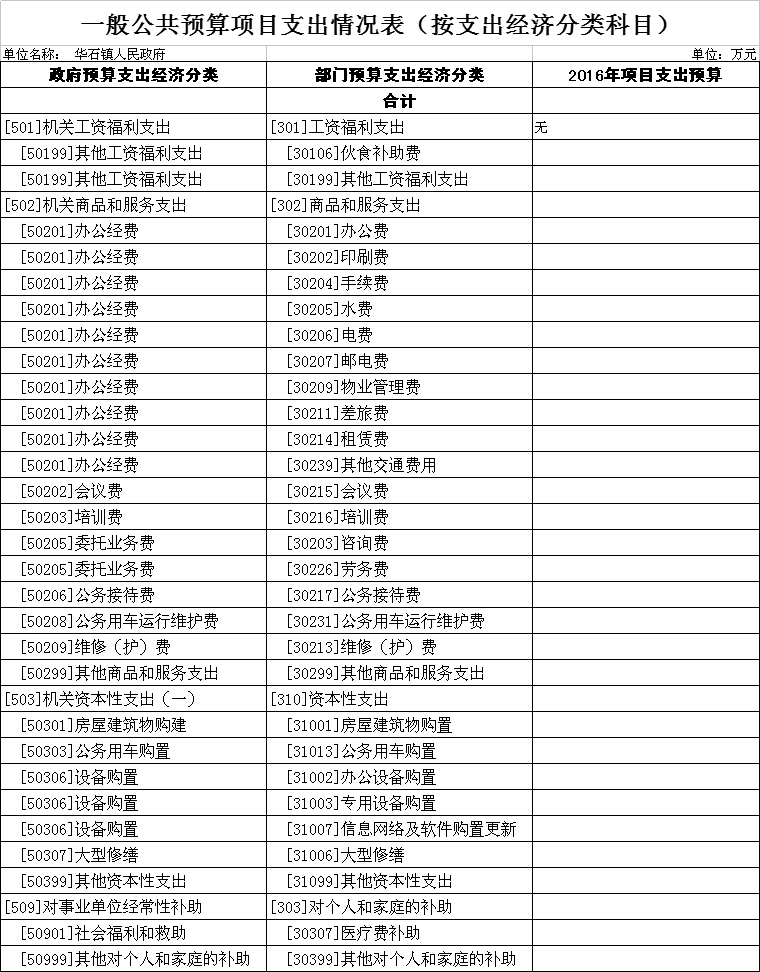 一般公共预算项目支出情况表（按支出经济分类科目）
单位名称： 华石镇人民政府 单位：万元
政府预算支出经济分类 部门预算支出经济分类 2016年项目支出预算
合计
[501]机关工资福利支出 [301]工资福利支出 无
[50199]其他工资福利支出 [30106]伙食补助费
[50199]其他工资福利支出 [30199]其他工资福利支出
[502]机关商品和服务支出 [302]商品和服务支出
[50201]办公经费 [30201]办公费
[50201]办公经费 [30202]印刷费
[50201]办公经费 [30204]手续费
[50201]办公经费 [30205]水费
[50201]办公经费 [30206]电费
[50201]办公经费 [30207]邮电费
[50201]办公经费 [30209]物业管理费
[50201]办公经费 [30211]差旅费
[50201]办公经费 [30214]租赁费
[50201]办公经费 [30239]其他交通费用
[50202]会议费 [30215]会议费
[50203]培训费 [30216]培训费
[50205]委托业务费 [30203]咨询费
[50205]委托业务费 [30226]劳务费
[50206]公务接待费 [30217]公务接待费
[50208]公务用车运行维护费 [30231]公务用车运行维护费
[50209]维修（护）费 [30213]维修（护）费
[50299]其他商品和服务支出 [30299]其他商品和服务支出
[503]机关资本性支出（一） [310]资本性支出
[50301]房屋建筑物购建 [31001]房屋建筑物购置
[50303]公务用车购置 [31013]公务用车购置
[50306]设备购置 [31002]办公设备购置
[50306]设备购置 [31003]专用设备购置
[50306]设备购置 [31007]信息网络及软件购置更新
[50307]大型修缮 [31006]大型修缮
[50399]其他资本性支出 [31099]其他资本性支出
[509]对事业单位经常性补助 [303]对个人和家庭的补助
[50901]社会福利和救助 [30307]医疗费补助
[50999]其他对个人和家庭的补助 [30399]其他对个人和家庭的补助